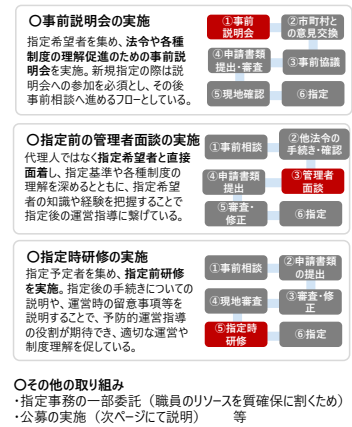 〇事前説明会の実施
指定希望者を集め、法令や各種
制度の理解促進のための事前説
明会を実施。新規指定の際は説
明会への参加を必須とし、その後
事前相談へ進めるフローとしている。
①事前
説明会
②市町村と
の意見交換
④申請書類
提出・審査
③事前協議
⑤現地確認
⑥指定
〇指定前の管理者面談の実施
代理人ではなく指定希望者と直接
面着し、指定基準や各種制度の
理解を深めるとともに、指定希望
者の知識や経験を把握することで
指定後の運営指導に繋げている。
①事前相談
②他法令の
手続き・確認
④申請書類
提出
③管理者
面談
⑤審査・
修正
⑥指定
〇指定時研修の実施
指定予定者を集め、指定前研修
を実施。指定後の手続きについての
説明や、運営時の留意事項等を
説明することで、予防的運営指導
の役割が期待でき、適切な運営や
制度理解を促している。
①事前相談
②申請書類
の提出
④現地審査
③審査・修
正
⑤指定時
研修
⑥指定
〇その他の取り組み
・指定事務の一部委託（職員のリソースを質確保に割くため）
・公募の実施（次ページにて説明）　等